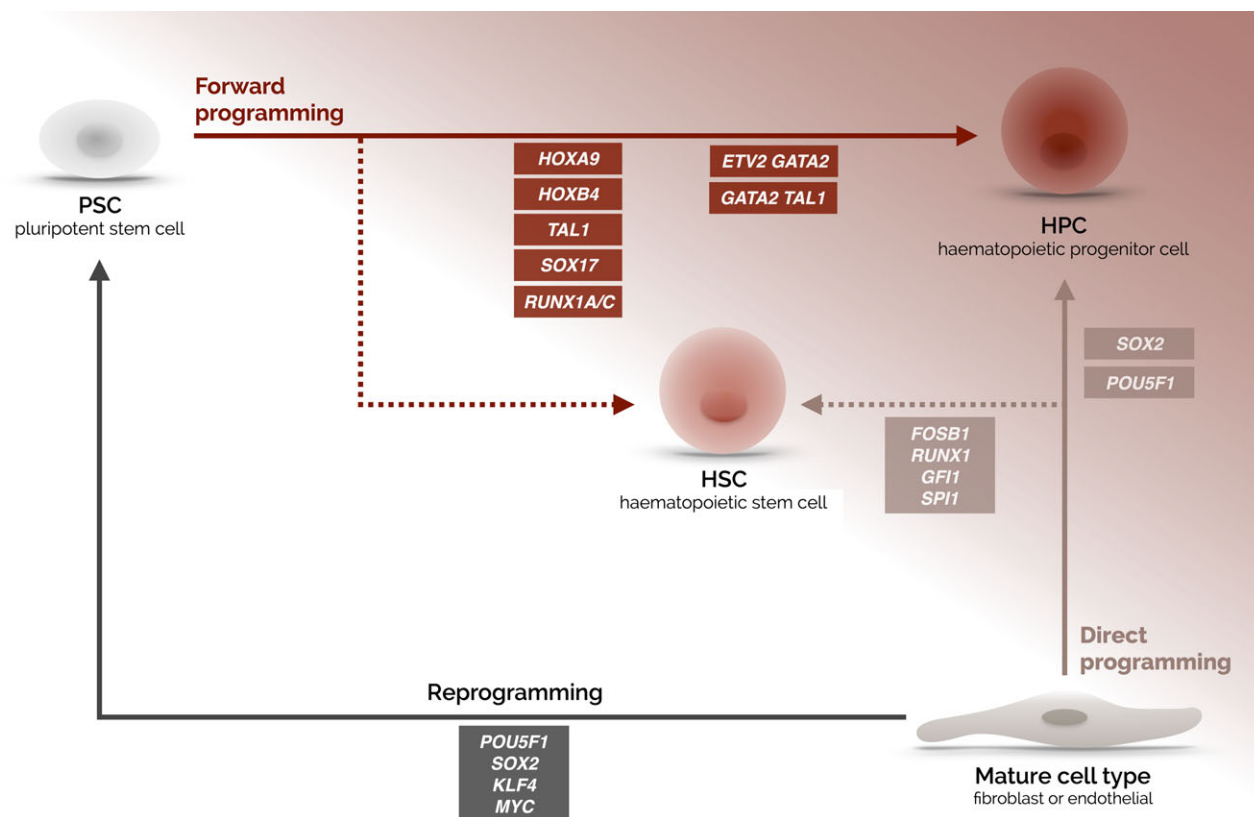 Forward
programming
PSC
pluripotent stem cell
HOXA9
HOXB4
TAL1
SOX17
RUNX1A/C
ETV2 GATA2
GATA2 TAL1
HPC
haematopoietic progenitor cell
SOX2
POU5F1
HSC
haematopoietic stem cell
FOSB1
RUNX1
GFI1
SPI1
Direct
programming
Reprogramming
POU5F1
SOX2
KLF4
MYC
Mature cell type
fibroblast or endothelial